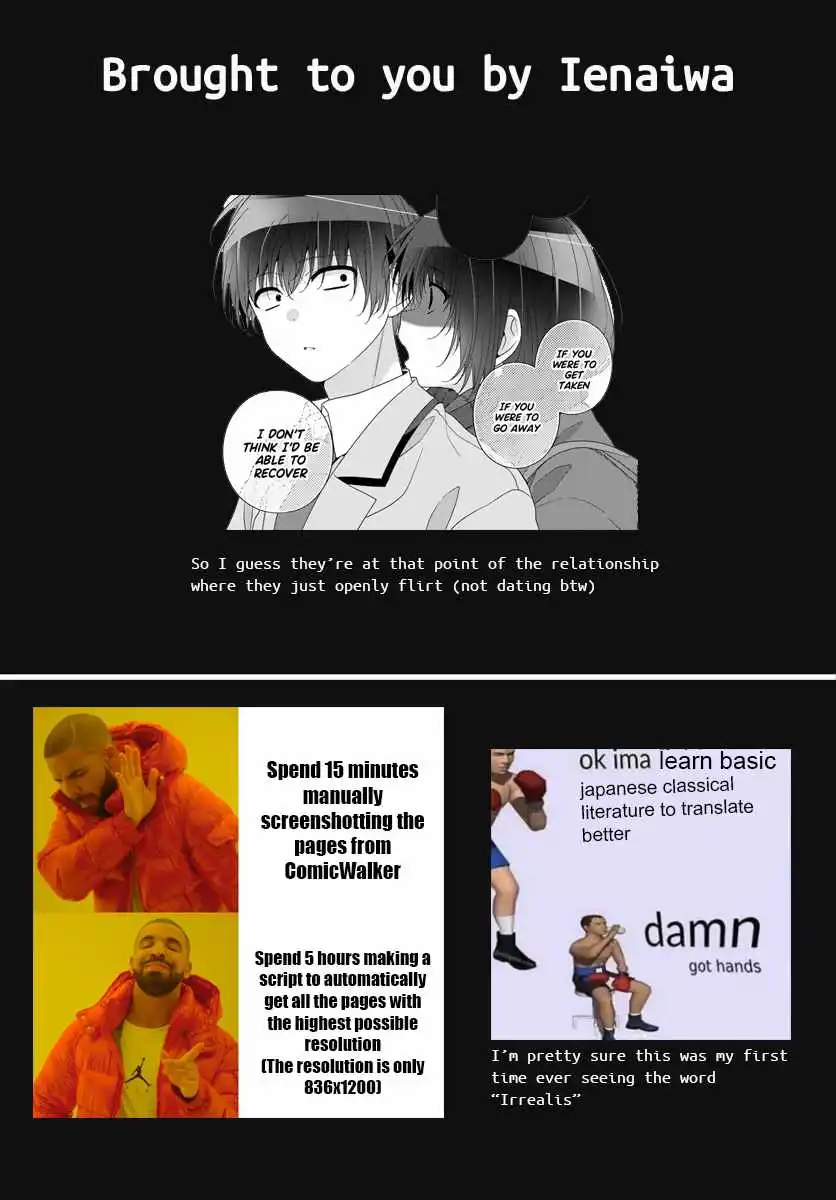 Brought to you by Ienaiwa
IF YOU
WERE TO
GET
TAKEN
IF YOU
WERE TO
GO AWAY
I DON'T
THINK I'D BE
ABLE TO
RECOVER
So I guess they're at that point of the relationship
where they just openly flirt (not dating btw)
Spend 15 minutes
manually
screenshotting the
pages from
ComicWalker
Spend 5 hours making a
script to automatically
get all the pages with
the highest possible
resolution
(The resolution is only
836x1200)
ok ima learn basic
japanese classical
literature to translate
better
damn
got hands
I'm pretty sure this was my first
time ever seeing the word
“Irrealis”